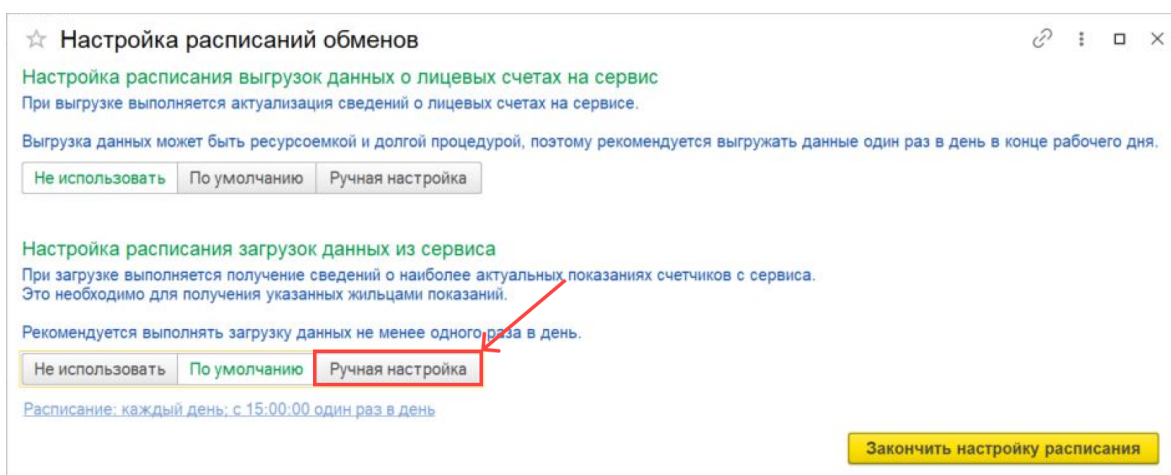 Настройка расписаний обменов
Настройка расписания выгрузок данных о лицевых счетах на сервис
При выгрузке выполняется актуализация сведений о лицевых счетах на сервисе.
Выгрузка данных может быть ресурсоемкой и долгой процедурой, поэтому рекомендуется выгружать данные один раз в день в конце рабочего дня.
Не использовать По умолчанию Ручная настройка
Настройка расписания загрузок данных из сервиса
При загрузке выполняется получение сведений о наиболее актуальных показаниях счетчиков с сервиса.
Это необходимо для получения указанных жильцами показаний.
Рекомендуется выполнять загрузку данных не менее одного раза в день.
Не использовать По умолчанию Ручная настройка
Расписание: каждый день; с 15:00:00 один раз в день
Закончить настройку расписания